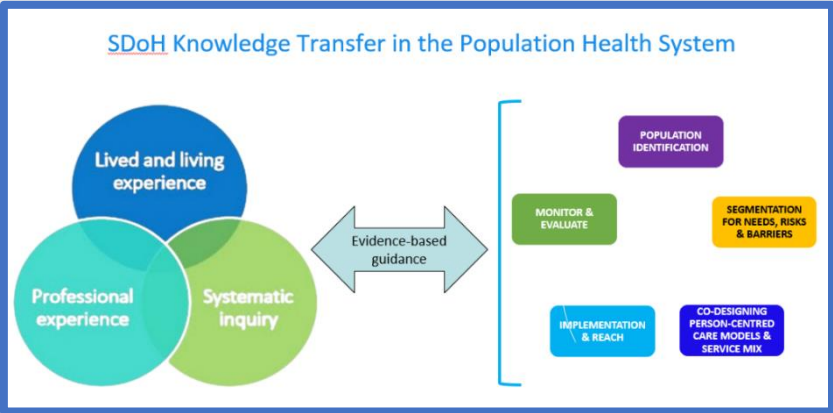 SDoH Knowledge Transfer in the Population Health System
Lived and living
experience
Professional
experience
Systematic
inquiry
Evidence-based
guidance
POPULATION
IDENTIFICATION
MONITOR &
EVALUATE
SEGMENTATION
FOR NEEDS, RISKS
& BARRIERS
IMPLEMENTATION
& REACH
CO-DESIGNING
PERSON-CENTRED
CARE MODELS &
SERVICE MIX